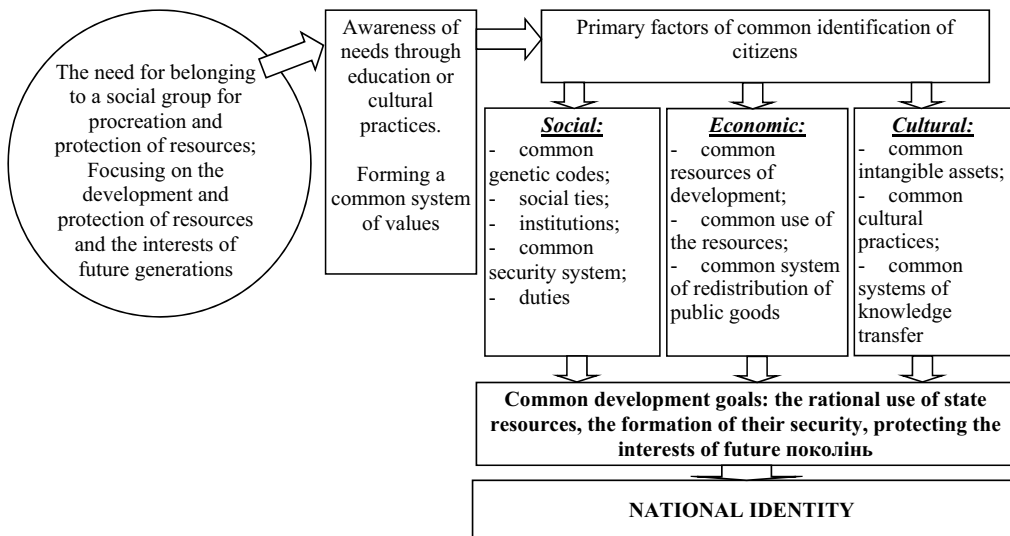 The need for belonging
to a social group for
procreation and
protection of resources;
Focusing on the
development and
protection of resources
and the interests of
future generations
Awareness of
needs through
education or
cultural
practices.
Forming a
common system
of values
Primary factors of common identification of
citizens
Social:
- common
genetic codes;
- social ties;
- institutions;
- common
security system;
- duties
Economic:
- common
resources of
development;
- common use of
the resources;
- common system
of redistribution of
public goods
Cultural:
- common
intangible assets;
- common
cultural
practices;
- common
systems of
knowledge
transfer
Common development goals: the rational use of state
resources, the formation of their security, protecting the
interests of future поколінь
NATIONAL IDENTITY